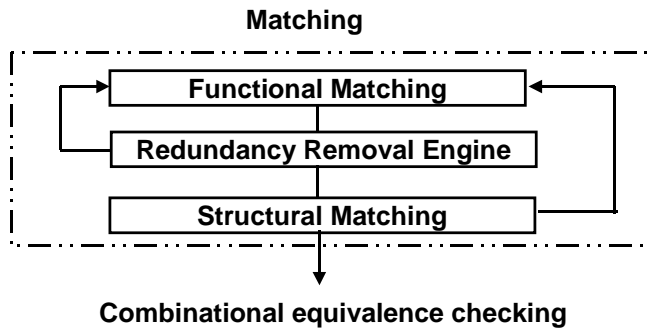 Matching
Functional Matching
Redundancy Removal Engine
Structural Matching
Combinational equivalence checking